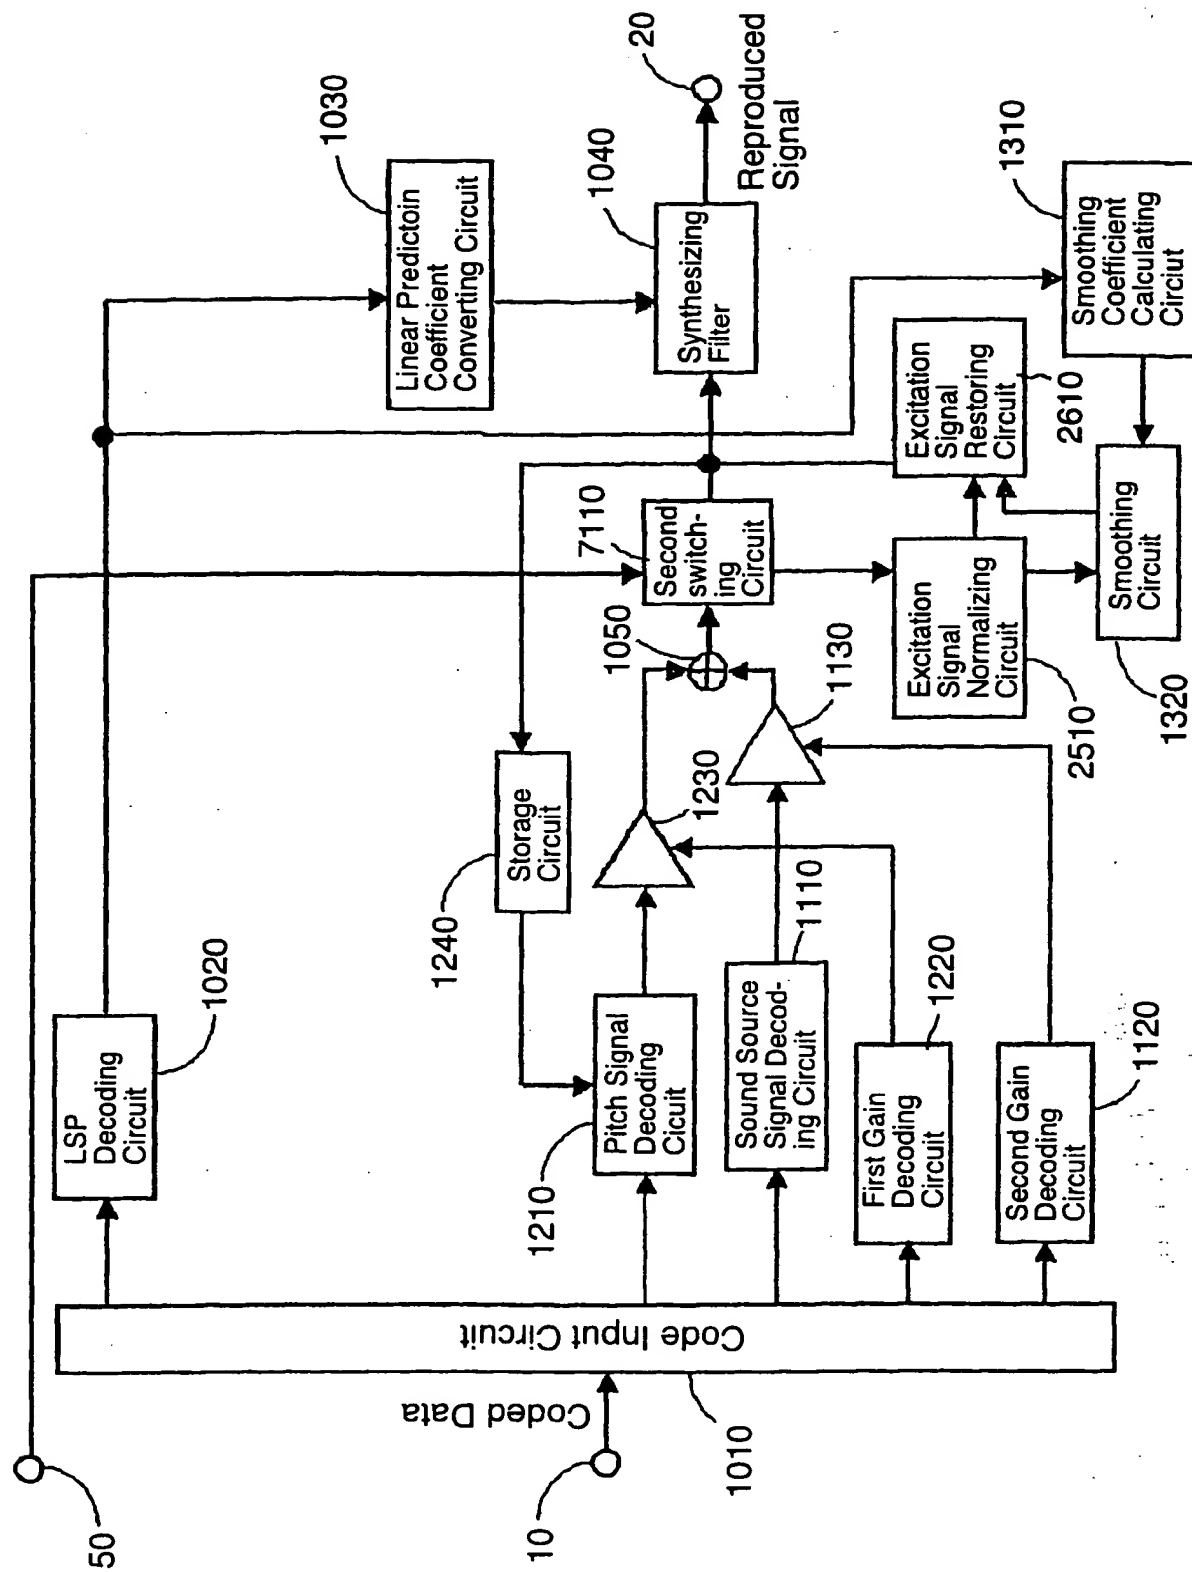 50
10
Coded Data
1010
Code Input Circuit
LSP
Decoding
Circuit
1020
1210
Pitch Signal
Decoding
Cicuit
Sound Source
Signal Decod-
ing Circuit
1110
First Gain
Decoding
Circuit
1220
Second Gain
Decoding
Circuit
1120
1240
Storage
Circuit
1230
1130
1050
7110
Second
switch-
ing
Circuit
Excitation
Signal
Normalizing
Circuit
2510
Smoothing
Circuit
1320
Excitation
Signal
Restoring
Circuit
2610
Smoothing
Coefficient
Calculating
Circiut
1310
Linear Predictoin
Coefficient
Converting Circuit
1030
Synthesizing
Filter
1040
20
Reproduced
Signal